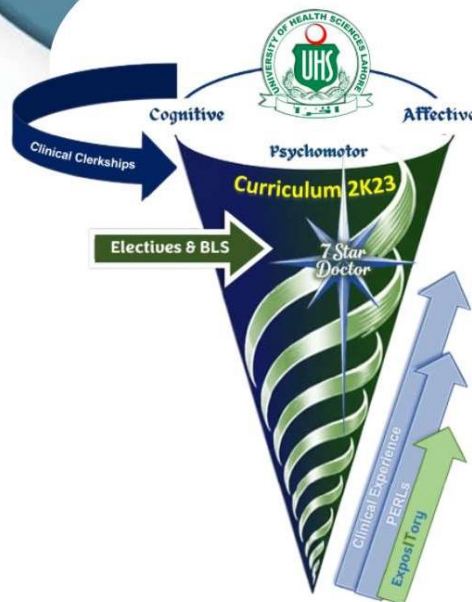 UNIVERSITY OF HEALTH SCIENCES LAHORE
UHS
اقرا
Cognitive
Affective
Psychomotor
Clinical Clerkships
Curriculum 2K23
Electives & BLS
7 Star
Doctor
Clinical Experience
PERLs
ExposITory